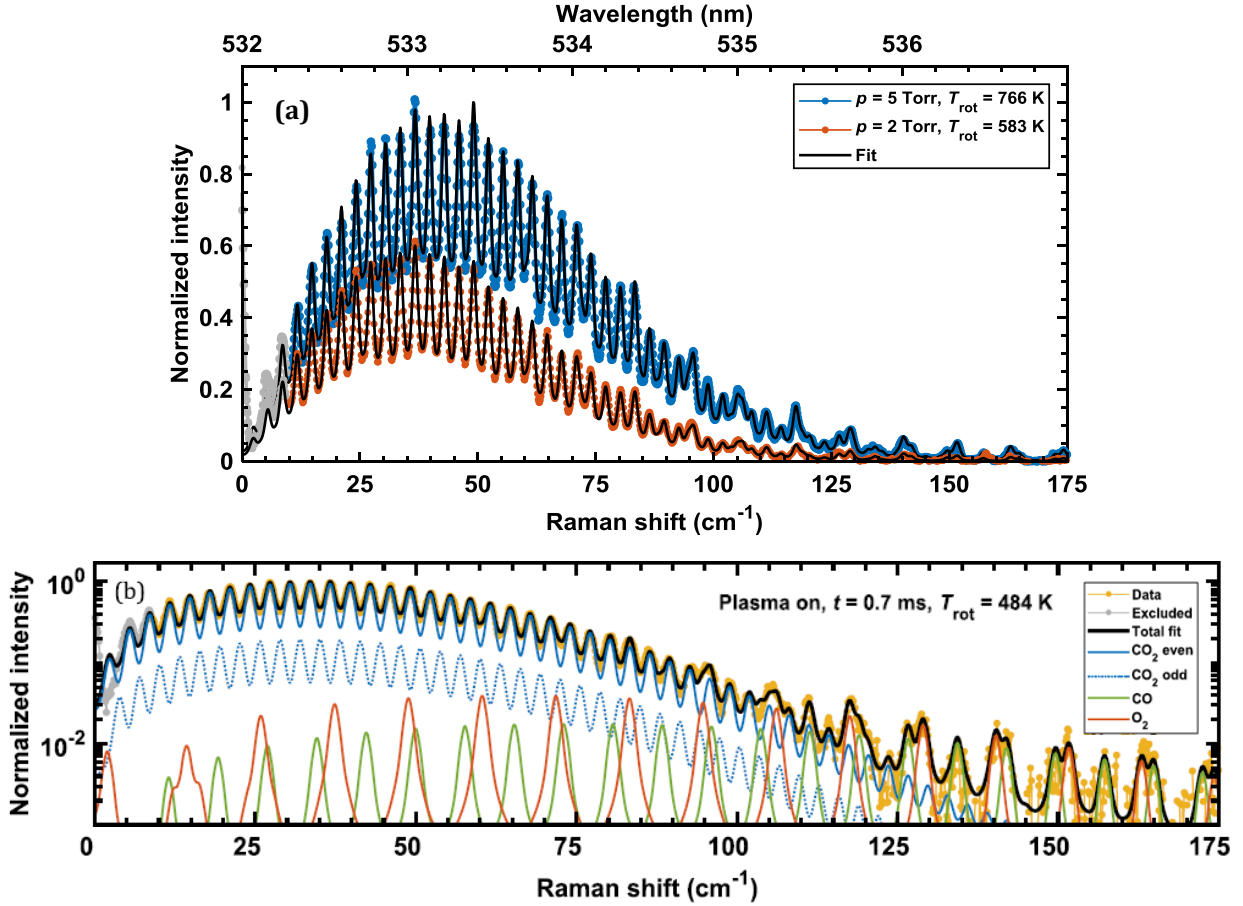 Wavelength (nm)
532 533 534 535 536
(a)
p = 5 Torr, T_rot = 766 K
p = 2 Torr, T_rot = 583 K
Fit
Normalized intensity
1
0.8
0.6
0.4
0.2
0
0 25 50 75 100 125 150 175
Raman shift (cm⁻¹)
(b)
Plasma on, t = 0.7 ms, T_rot = 484 K
Data
Excluded
Total fit
CO₂ even
CO₂ odd
CO
O₂
Normalized intensity
10⁰
10⁻²
0 25 50 75 100 125 150 175
Raman shift (cm⁻¹)